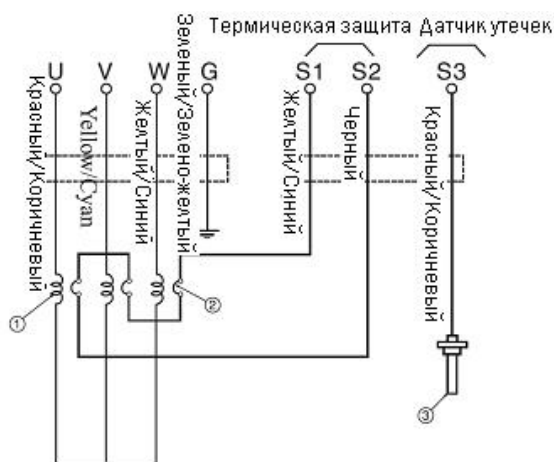 Термическая защита Датчик утечек
U V W G S1 S2 S3
Красный/Коричневый
Yellow/Cyan
Желтый/Синий
Зеленый/Зелено-желтый
Желтый/Синий
Черный
Красный/Коричневый
①
②
③